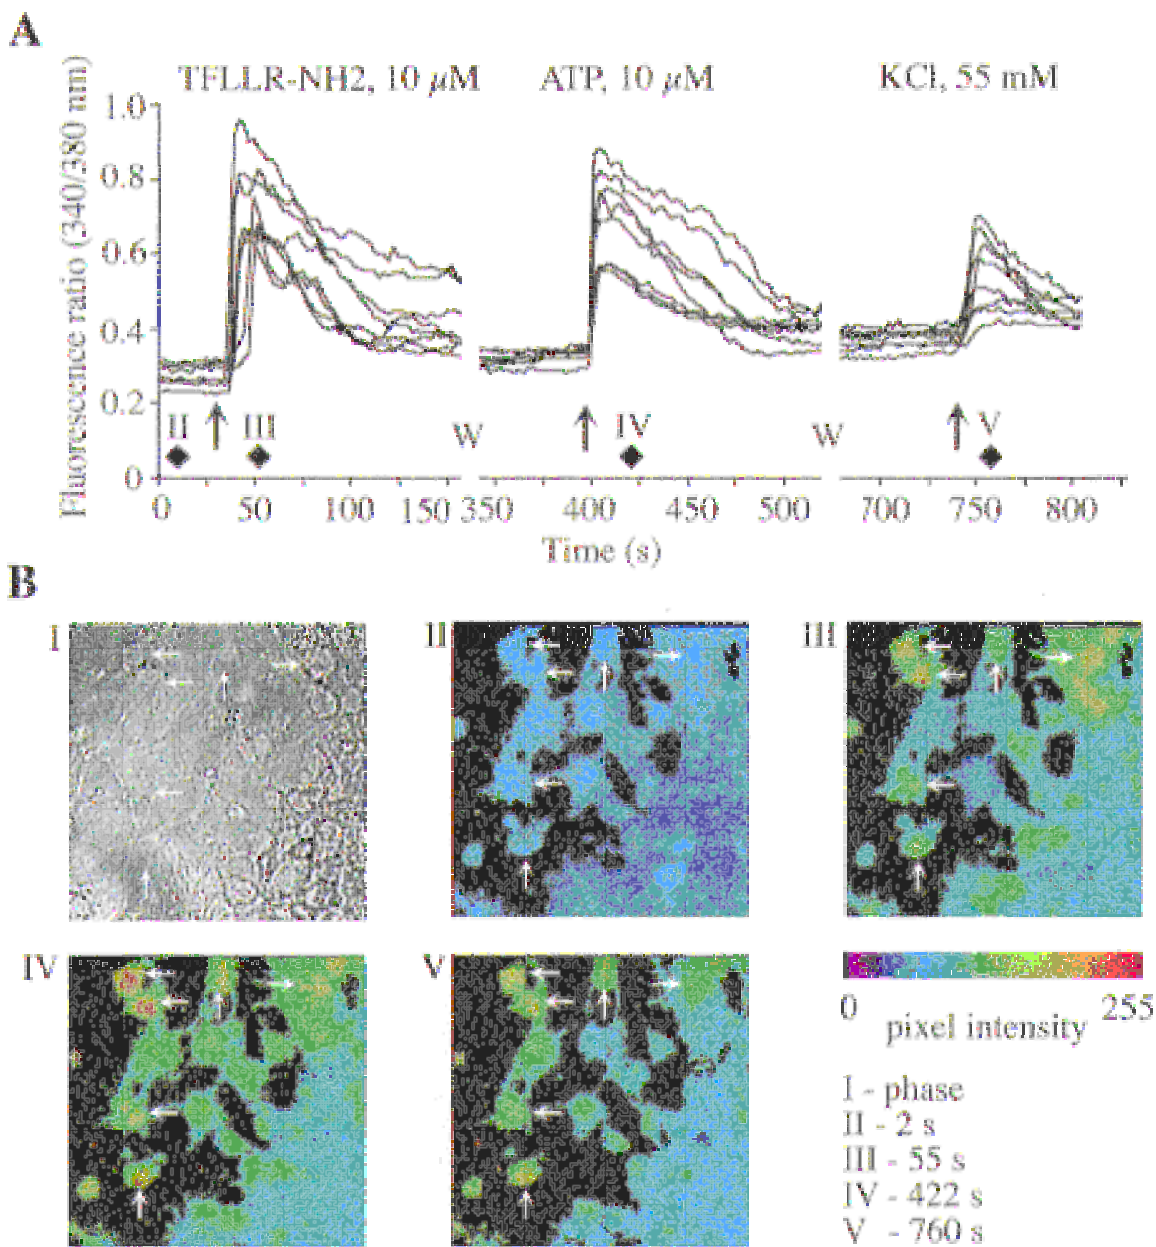 A
TFLLR-NH2, 10 µM ATP, 10 µM KCl, 55 mM
Fluorescence ratio (340/380 nm)
1.0
0.8
0.6
0.4
0.2
0
II III W IV W V
0 50 100 150 350 400 450 500 700 750 800
Time (s)
B
I II III
IV V
0 255
pixel intensity
I - phase
II - 2 s
III - 55 s
IV - 422 s
V - 760 s